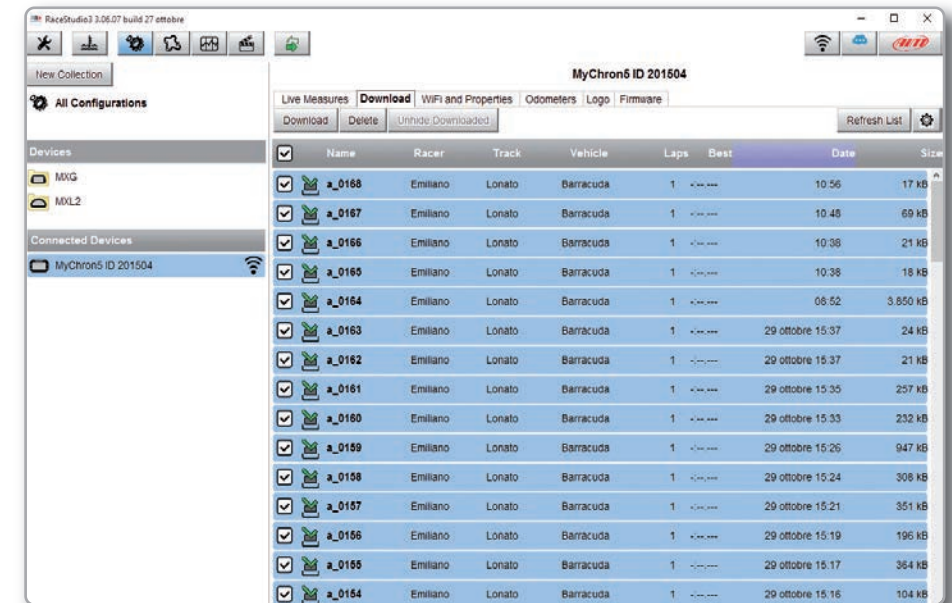 RaceStudio3 3.06.07 build 27 ottobre
AiM
New Collection
MyChron5 ID 201504
All Configurations
Live Measures Download WiFi and Properties Odometers Logo Firmware
Download Delete Unhide Downloaded Refresh List
Devices
Name Racer Track Vehicle Laps Best Date Size
MXG
MXL2
Connected Devices
MyChron5 ID 201504
a_0168 Emiliano Lonato Barracuda 1 -:--.--- 10:56 17 kB
a_0167 Emiliano Lonato Barracuda 1 -:--.--- 10:48 69 kB
a_0166 Emiliano Lonato Barracuda 1 -:--.--- 10:38 21 kB
a_0165 Emiliano Lonato Barracuda 1 -:--.--- 10:38 18 kB
a_0164 Emiliano Lonato Barracuda 1 -:--.--- 08:52 3.850 kB
a_0163 Emiliano Lonato Barracuda 1 -:--.--- 29 ottobre 15:37 24 kB
a_0162 Emiliano Lonato Barracuda 1 -:--.--- 29 ottobre 15:37 21 kB
a_0161 Emiliano Lonato Barracuda 1 -:--.--- 29 ottobre 15:35 257 kB
a_0160 Emiliano Lonato Barracuda 1 -:--.--- 29 ottobre 15:33 232 kB
a_0159 Emiliano Lonato Barracuda 1 -:--.--- 29 ottobre 15:26 947 kB
a_0158 Emiliano Lonato Barracuda 1 -:--.--- 29 ottobre 15:24 308 kB
a_0157 Emiliano Lonato Barracuda 1 -:--.--- 29 ottobre 15:21 351 kB
a_0156 Emiliano Lonato Barracuda 1 -:--.--- 29 ottobre 15:19 196 kB
a_0155 Emiliano Lonato Barracuda 1 -:--.--- 29 ottobre 15:17 364 kB
a_0154 Emiliano Lonato Barracuda 1 -:--.--- 29 ottobre 15:16 104 kB